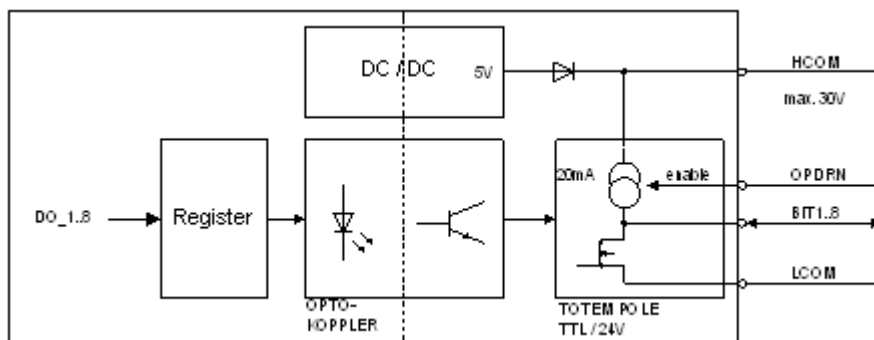 DC / DC
5V
HCOM
max. 30V
20mA
enable
OPDRN
DO_1..8
Register
BIT1..8
LCOM
OPTO-
KOPPLER
TOTEM POLE
TTL / 24V